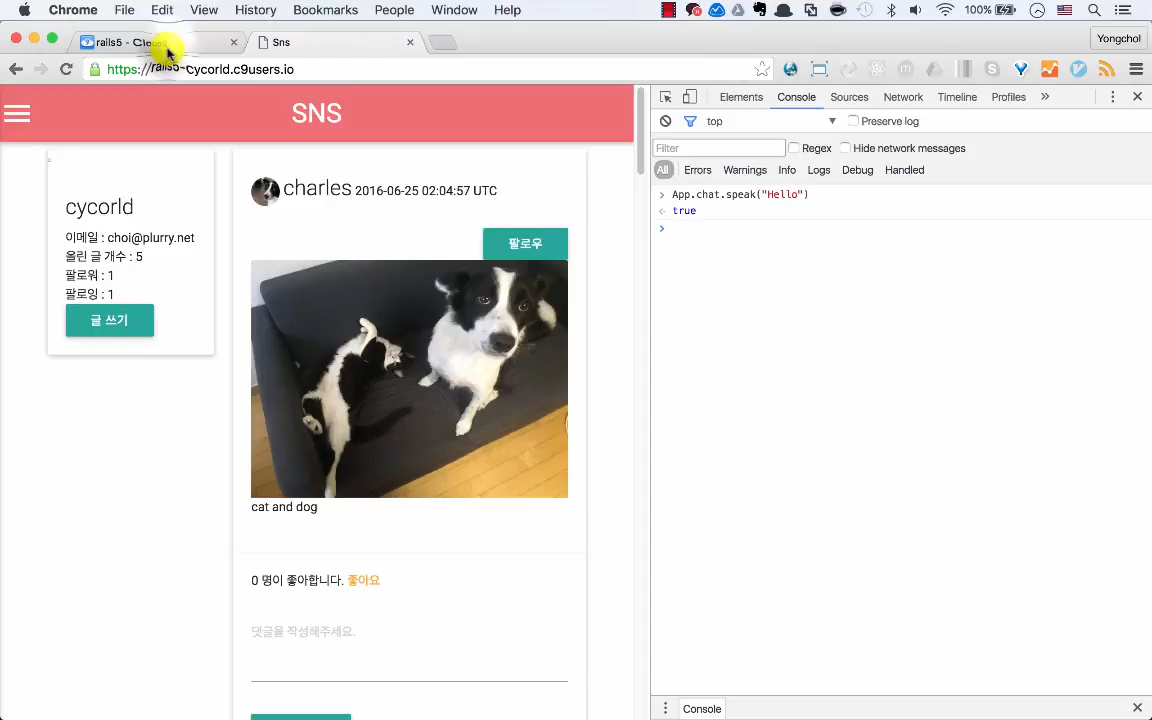 Chrome File Edit View History Bookmarks People Window Help 100%
rails5 - Sns Yongchol
https://rails5-cycorld.c9users.io
SNS
cycorld
이메일 : choi@plurry.net
올린 글 개수 : 5
팔로워 : 1
팔로잉 : 1
글 쓰기
charles 2016-06-25 02:04:57 UTC
팔로우
cat and dog
0 명이 좋아합니다. 좋아요
댓글을 작성해주세요.
Elements Console Sources Network Timeline Profiles »
top ▼ Preserve log
Filter Regex Hide network messages
All Errors Warnings Info Logs Debug Handled
> App.chat.speak("Hello")
< true
>
Console